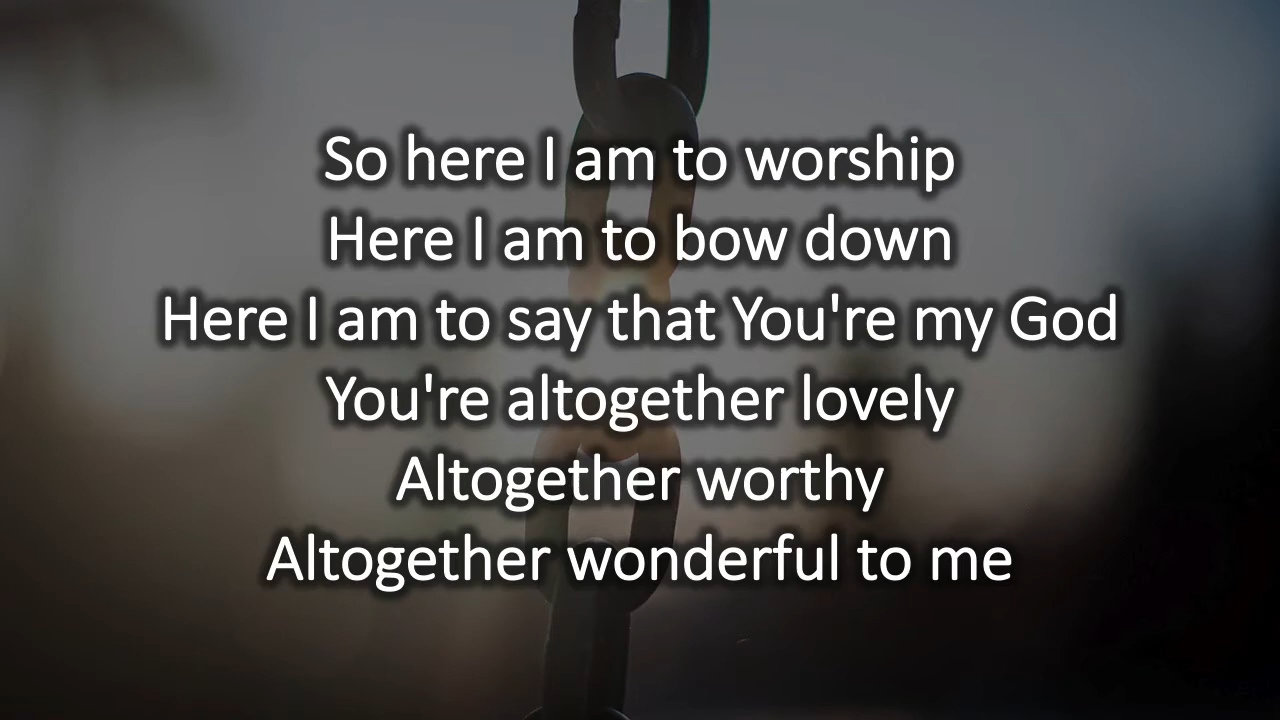 So here I am to worship
Here I am to bow down
Here I am to say that You're my God
You're altogether lovely
Altogether worthy
Altogether wonderful to me